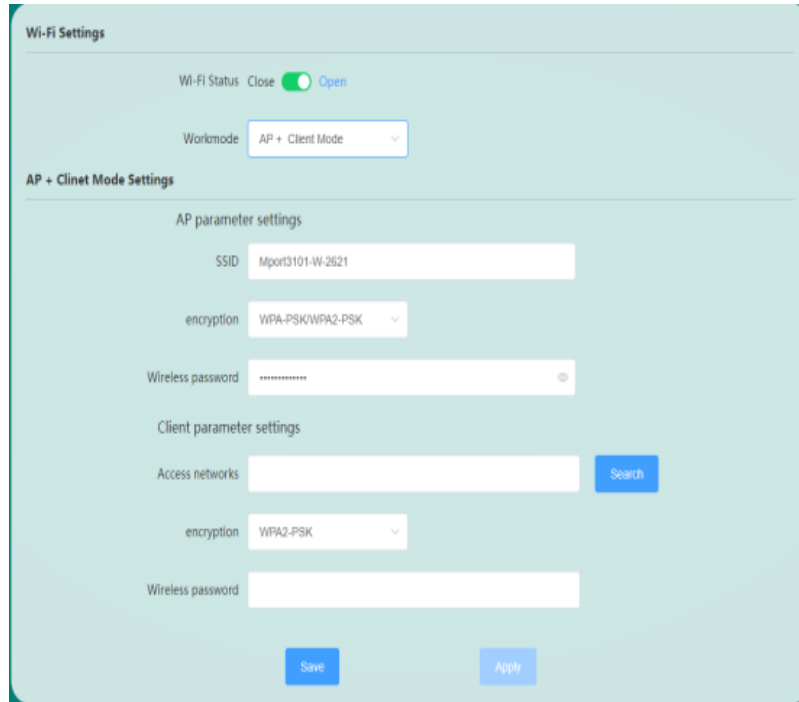 Wi-Fi Settings
Wi-Fi Status Close Open
Workmode AP + Client Mode
AP + Clinet Mode Settings
AP parameter settings
SSID Mport3101-W-2621
encryption WPA-PSK/WPA2-PSK
Wireless password •••••••••••••
Client parameter settings
Access networks Search
encryption WPA2-PSK
Wireless password
Save Apply